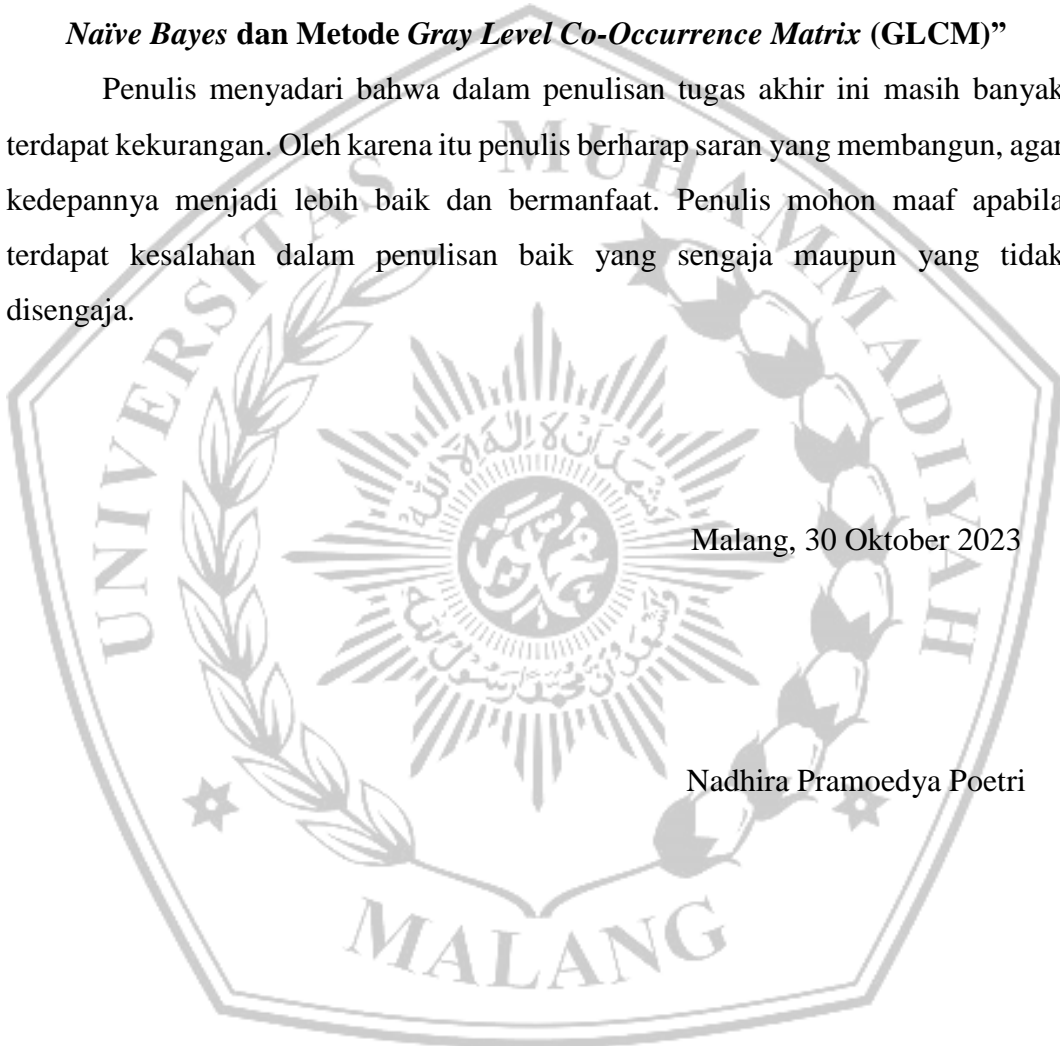 Naïve Bayes dan Metode Gray Level Co-Occurrence Matrix (GLCM)”
Penulis menyadari bahwa dalam penulisan tugas akhir ini masih banyak
terdapat kekurangan. Oleh karena itu penulis berharap saran yang membangun, agar
kedepannya menjadi lebih baik dan bermanfaat. Penulis mohon maaf apabila
terdapat kesalahan dalam penulisan baik yang sengaja maupun yang tidak
disengaja.
UNIVERSITAS MUHAMMADIYAH
Malang, 30 Oktober 2023
Nadhira Pramoedya Poetri
MALANG